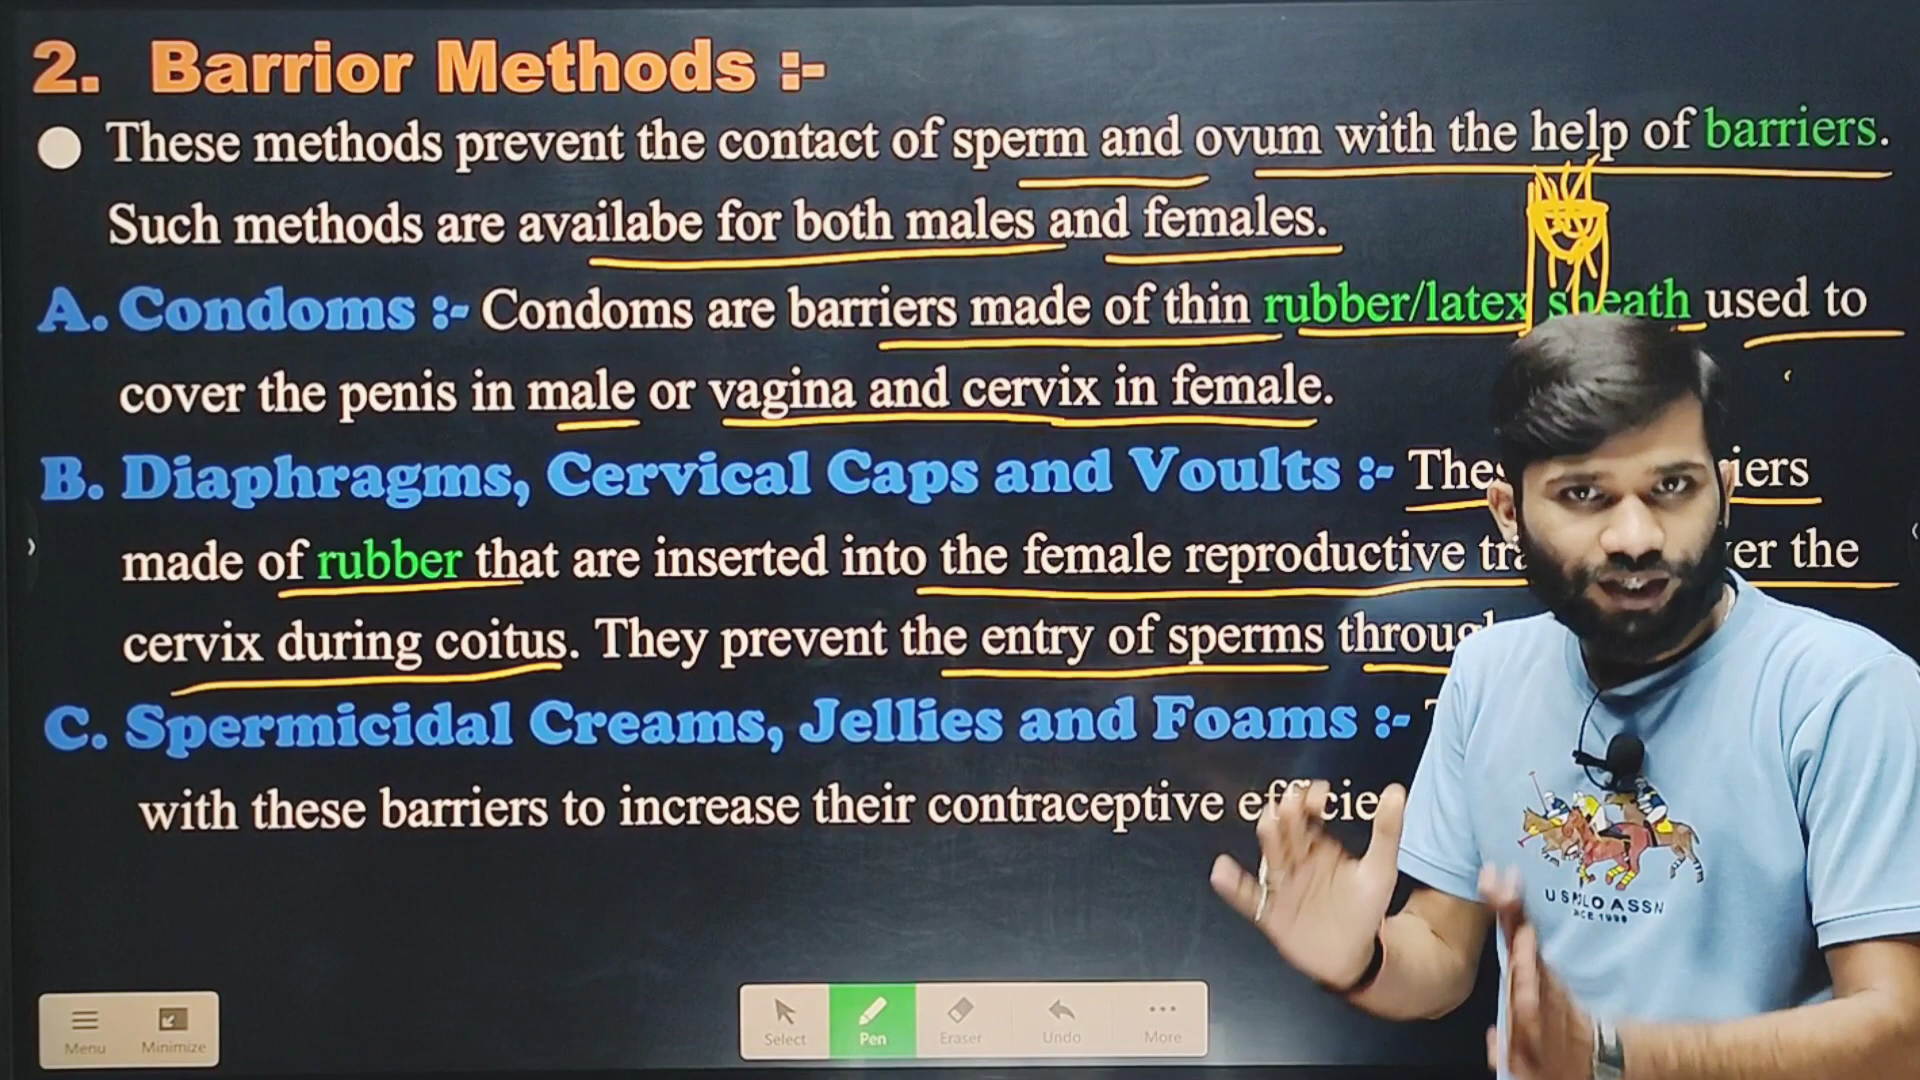 2. Barrior Methods :-
These methods prevent the contact of sperm and ovum with the help of barriers.
Such methods are availabe for both males and females.
A. Condoms :- Condoms are barriers made of thin rubber/latex sheath used to
cover the penis in male or vagina and cervix in female.
B. Diaphragms, Cervical Caps and Voults :-
made of rubber that are inserted into the female reproductive the
cervix during coitus. They prevent the entry of sperms
C. Spermicidal Creams, Jellies and Foams :-
with these barriers to increase their contraceptive
U S POLO ASSN
Menu
Minimize
Select
Pen
Eraser
Undo
More